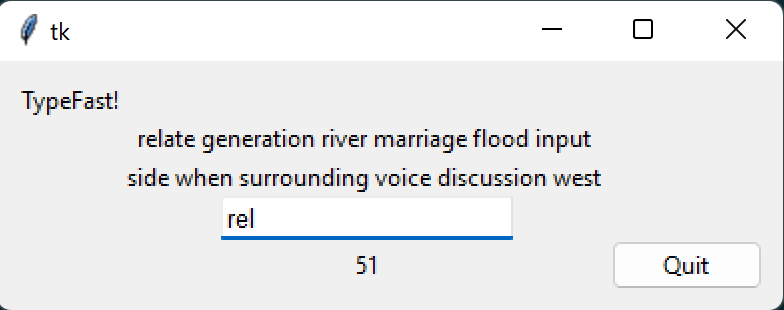 tk
TypeFast!
relate generation river marriage flood input
side when surrounding voice discussion west
rel
51
Quit